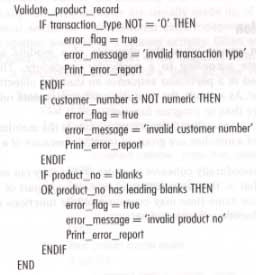 Validate_product_record
IF transaction_type NOT = '0' THEN
error_flag = true
error_message = 'invalid transaction type'
Print_error_report
ENDIF
IF customer_number is NOT numeric THEN
error_flag = true
error_message = 'invalid customer number'
Print_error_report
ENDIF
IF product_no = blanks
OR product_no has leading blanks THEN
error_flag = true
error_message = 'invalid product no'
Print_error_report
ENDIF
END